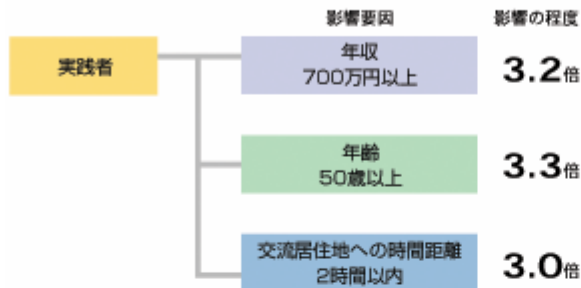 影響要因 影響の程度
実践者
年収
700万円以上
3.2倍
年齢
50歳以上
3.3倍
交流居住地への時間距離
2時間以内
3.0倍